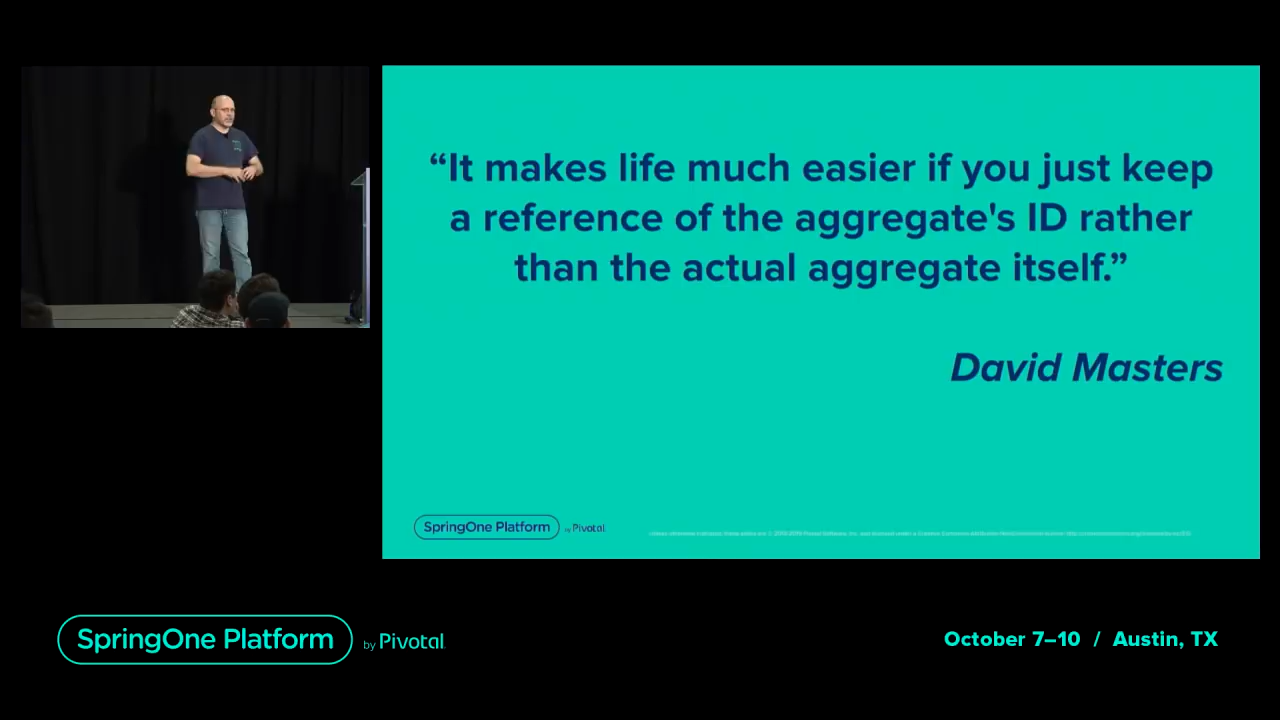 “It makes life much easier if you just keep
a reference of the aggregate's ID rather
than the actual aggregate itself.”
David Masters
SpringOne Platform by Pivotal
SpringOne Platform by Pivotal
October 7–10 / Austin, TX